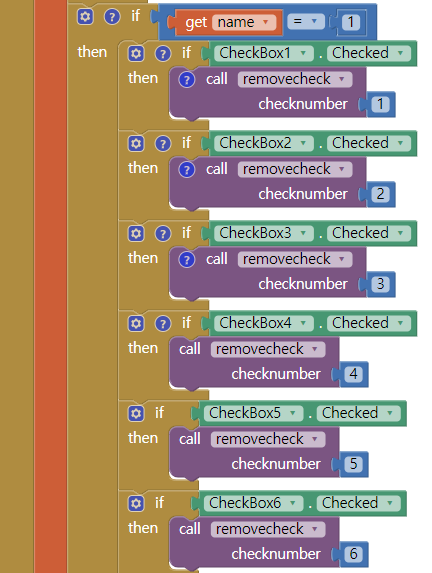 ? if get name = 1
then ? if CheckBox1 . Checked
then ? call removecheck
checknumber 1
? if CheckBox2 . Checked
then ? call removecheck
checknumber 2
? if CheckBox3 . Checked
then ? call removecheck
checknumber 3
? if CheckBox4 . Checked
then call removecheck
checknumber 4
if CheckBox5 . Checked
then call removecheck
checknumber 5
if CheckBox6 . Checked
then call removecheck
checknumber 6